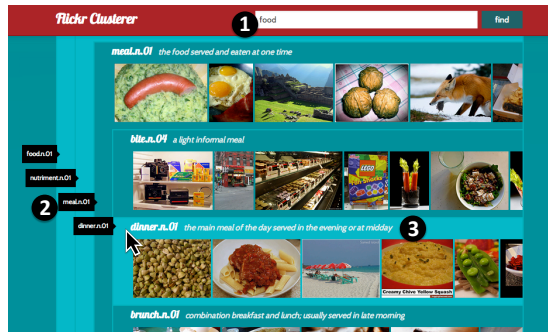 Flickr Clusterer
1
food
find
meal.n.01 the food served and eaten at one time
bite.n.04 a light informal meal
food.n.01
nutriment.n.01
2
meal.n.01
dinner.n.01
LEGO
dinner.n.01 the main meal of the day served in the evening or at midday
3
Creamy Chive Yellow Squash
brunch.n.01 combination breakfast and lunch; usually served in late morning